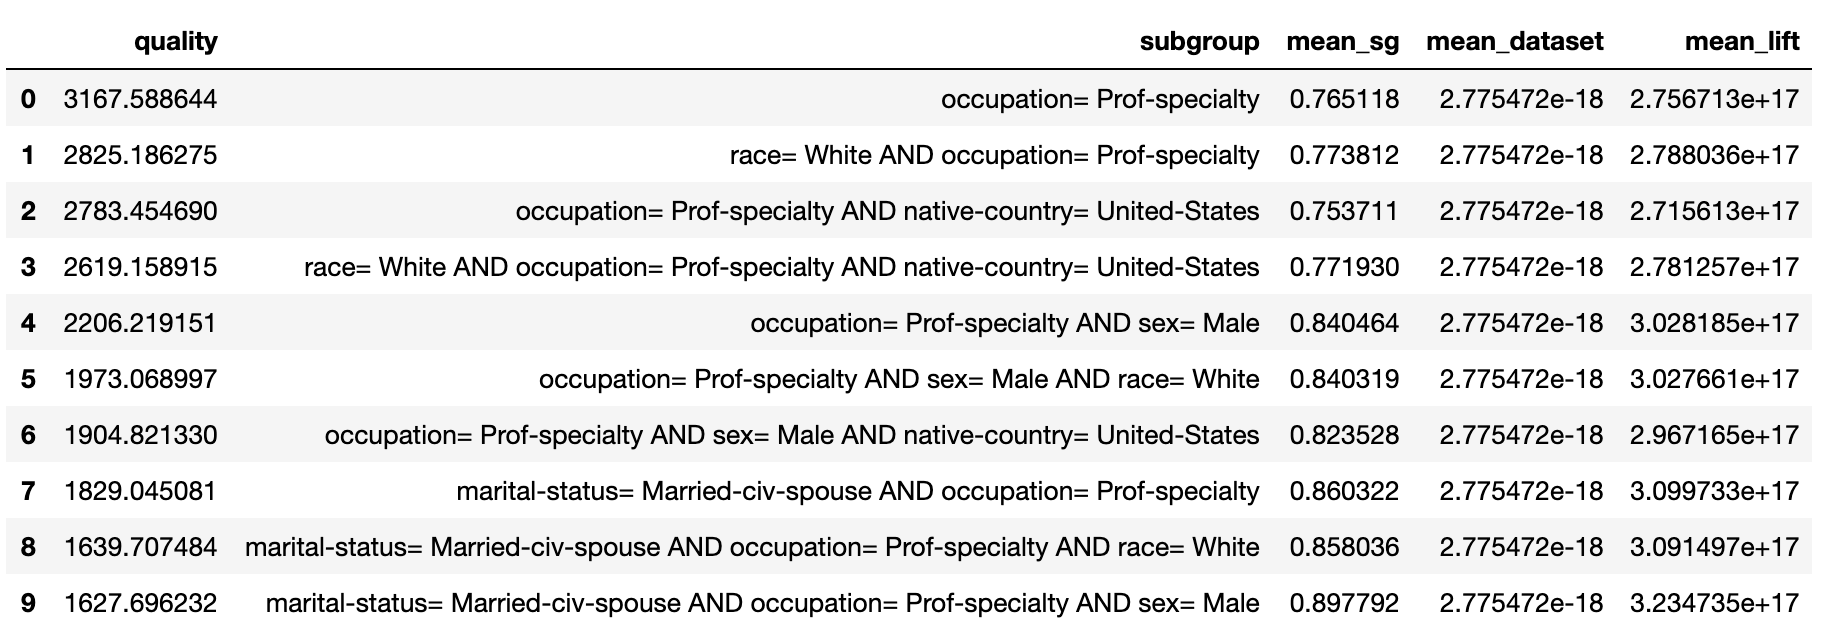 quality subgroup mean_sg mean_dataset mean_lift
0 3167.588644 occupation= Prof-specialty 0.765118 2.775472e-18 2.756713e+17
1 2825.186275 race= White AND occupation= Prof-specialty 0.773812 2.775472e-18 2.788036e+17
2 2783.454690 occupation= Prof-specialty AND native-country= United-States 0.753711 2.775472e-18 2.715613e+17
3 2619.158915 race= White AND occupation= Prof-specialty AND native-country= United-States 0.771930 2.775472e-18 2.781257e+17
4 2206.219151 occupation= Prof-specialty AND sex= Male 0.840464 2.775472e-18 3.028185e+17
5 1973.068997 occupation= Prof-specialty AND sex= Male AND race= White 0.840319 2.775472e-18 3.027661e+17
6 1904.821330 occupation= Prof-specialty AND sex= Male AND native-country= United-States 0.823528 2.775472e-18 2.967165e+17
7 1829.045081 marital-status= Married-civ-spouse AND occupation= Prof-specialty 0.860322 2.775472e-18 3.099733e+17
8 1639.707484 marital-status= Married-civ-spouse AND occupation= Prof-specialty AND race= White 0.858036 2.775472e-18 3.091497e+17
9 1627.696232 marital-status= Married-civ-spouse AND occupation= Prof-specialty AND sex= Male 0.897792 2.775472e-18 3.234735e+17